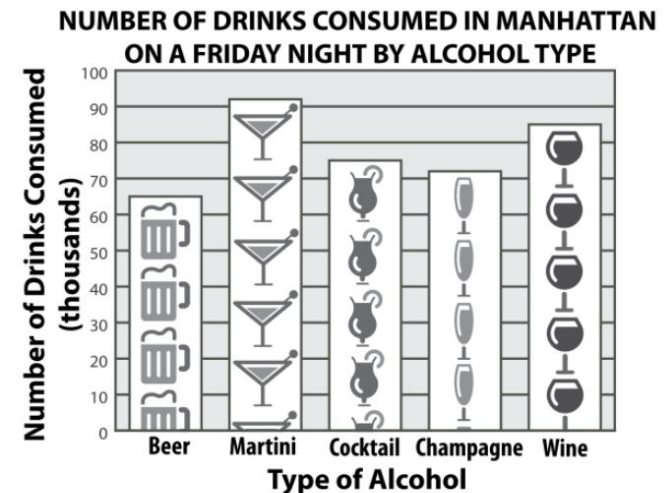 NUMBER OF DRINKS CONSUMED IN MANHATTAN
ON A FRIDAY NIGHT BY ALCOHOL TYPE
Number of Drinks Consumed
(thousands)
100
90
80
70
60
50
40
30
20
10
0
Beer Martini Cocktail Champagne Wine
Type of Alcohol